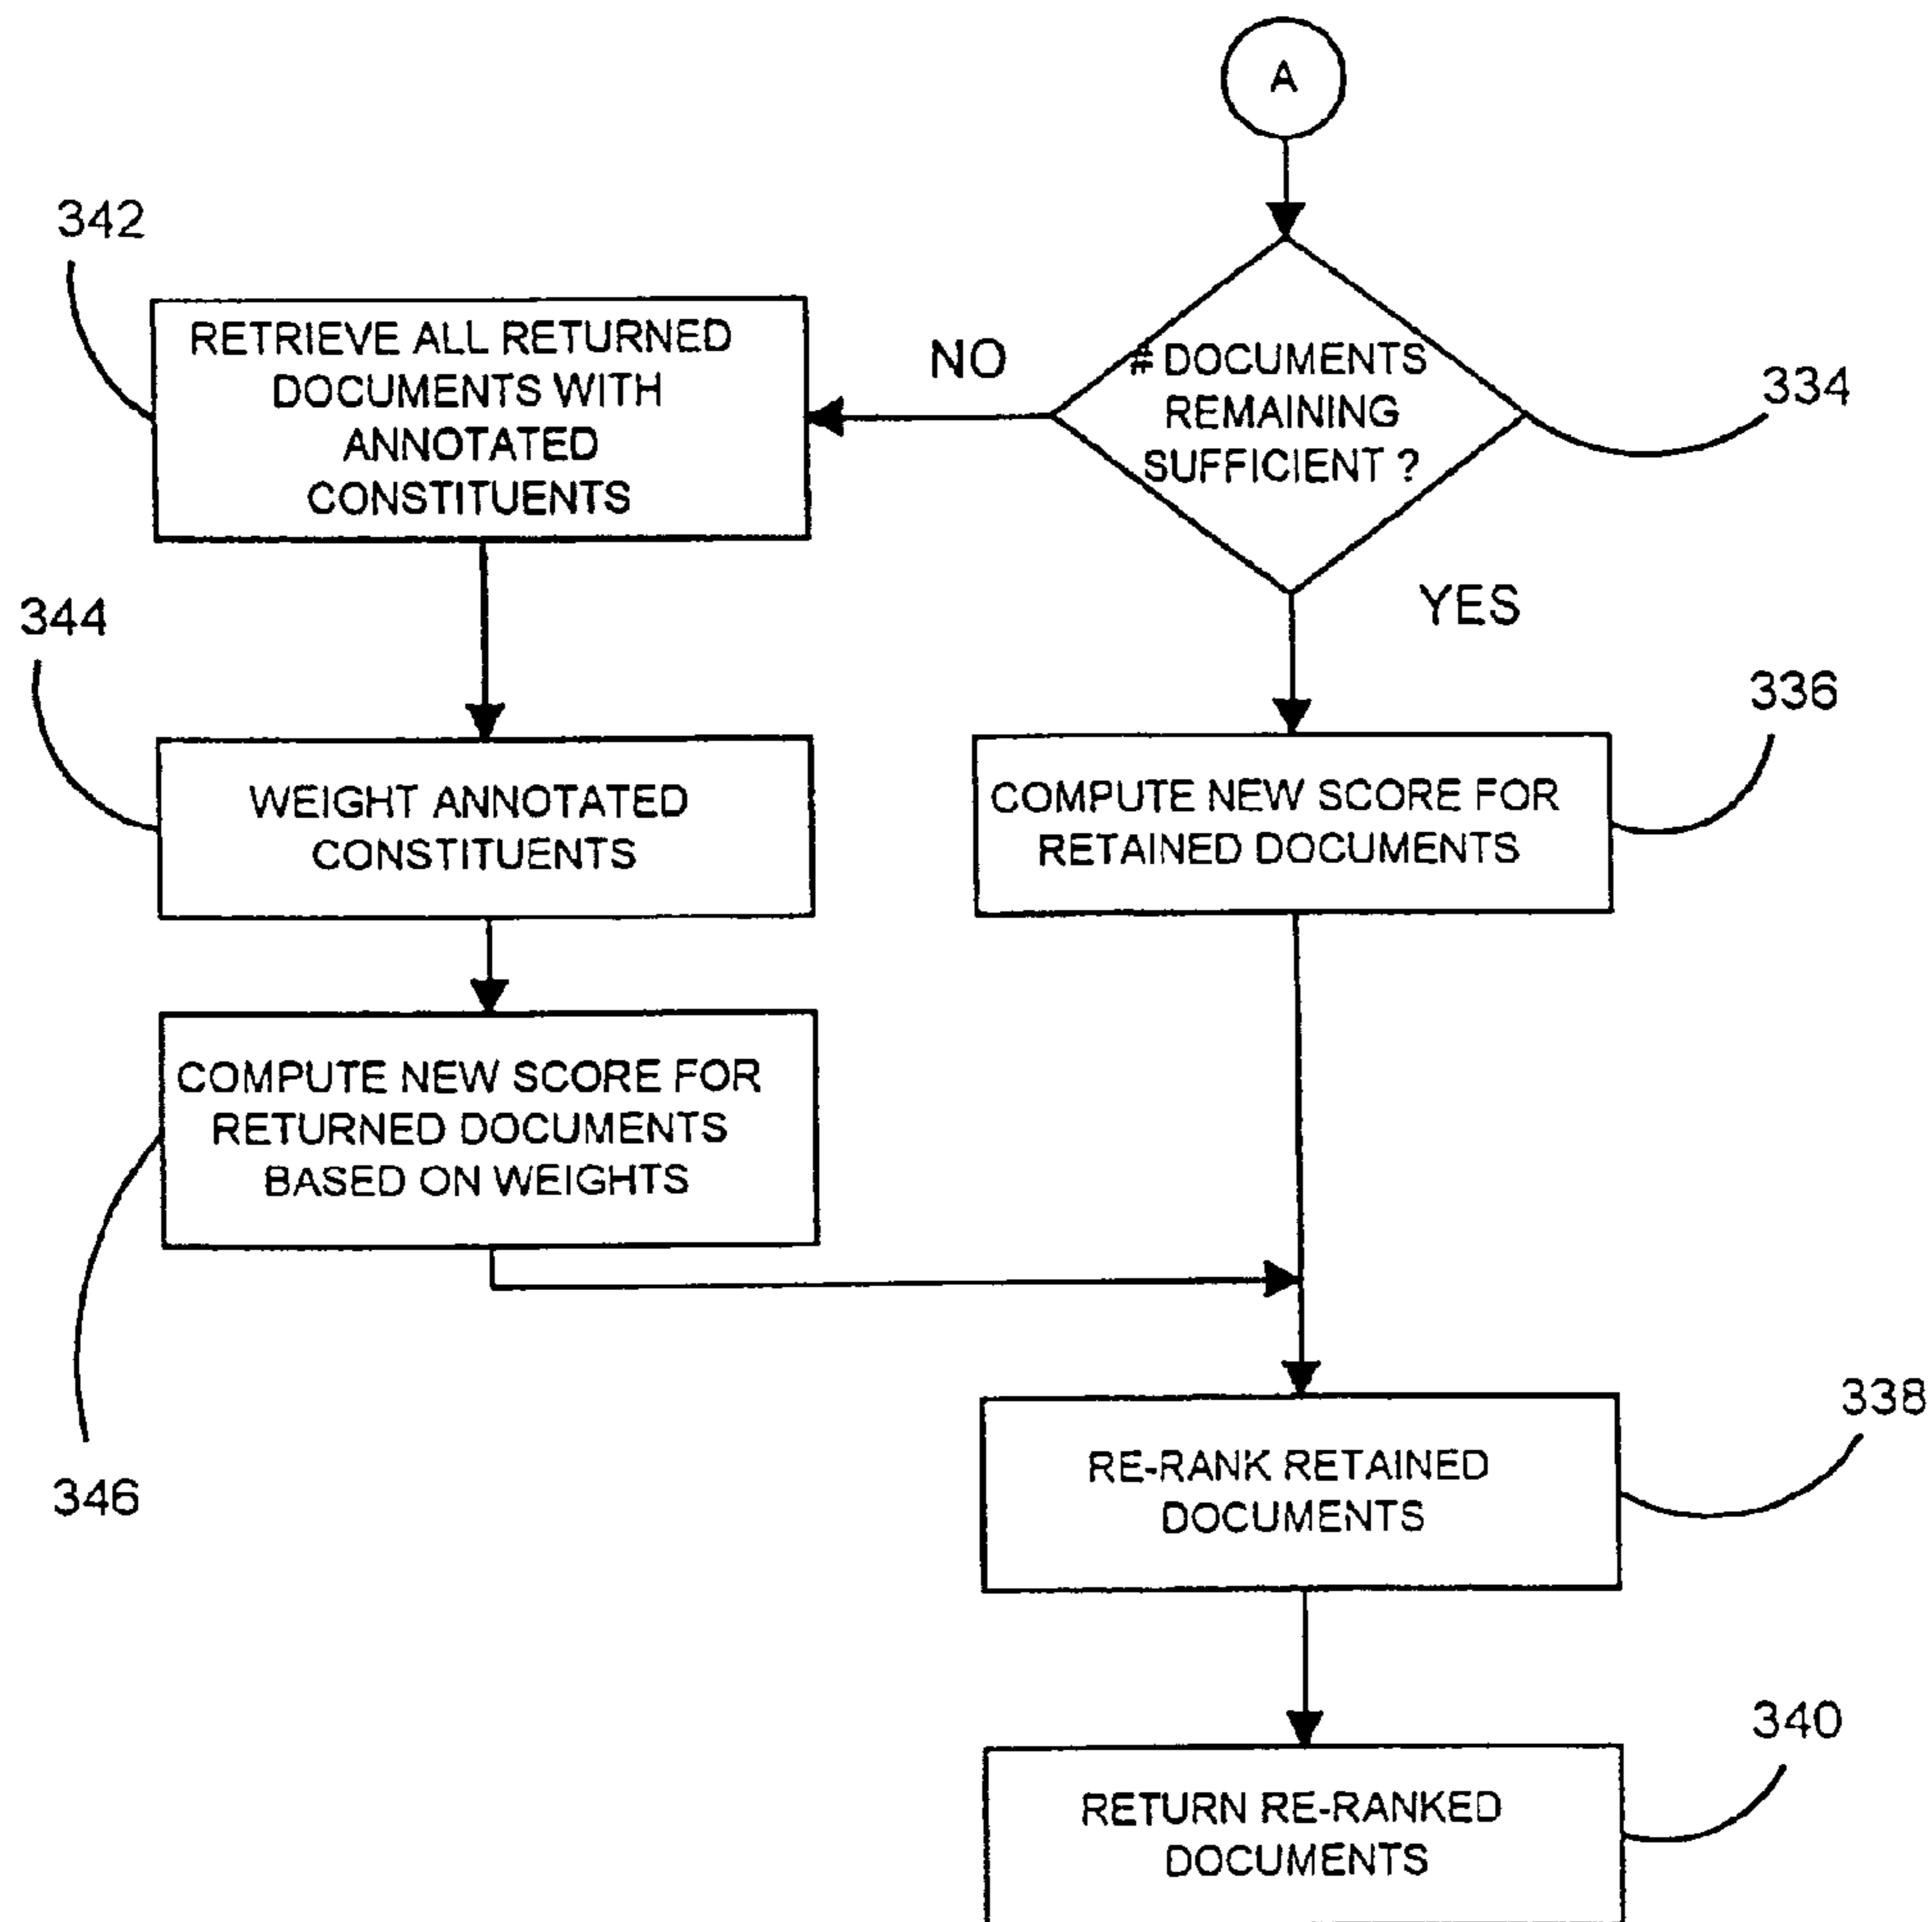 A
342
RETRIEVE ALL RETURNED
DOCUMENTS WITH
ANNOTATED
CONSTITUENTS
NO
# DOCUMENTS
REMAINING
SUFFICIENT ?
334
YES
344
WEIGHT ANNOTATED
CONSTITUENTS
336
COMPUTE NEW SCORE FOR
RETAINED DOCUMENTS
COMPUTE NEW SCORE FOR
RETURNED DOCUMENTS
BASED ON WEIGHTS
346
338
RE-RANK RETAINED
DOCUMENTS
340
RETURN RE-RANKED
DOCUMENTS